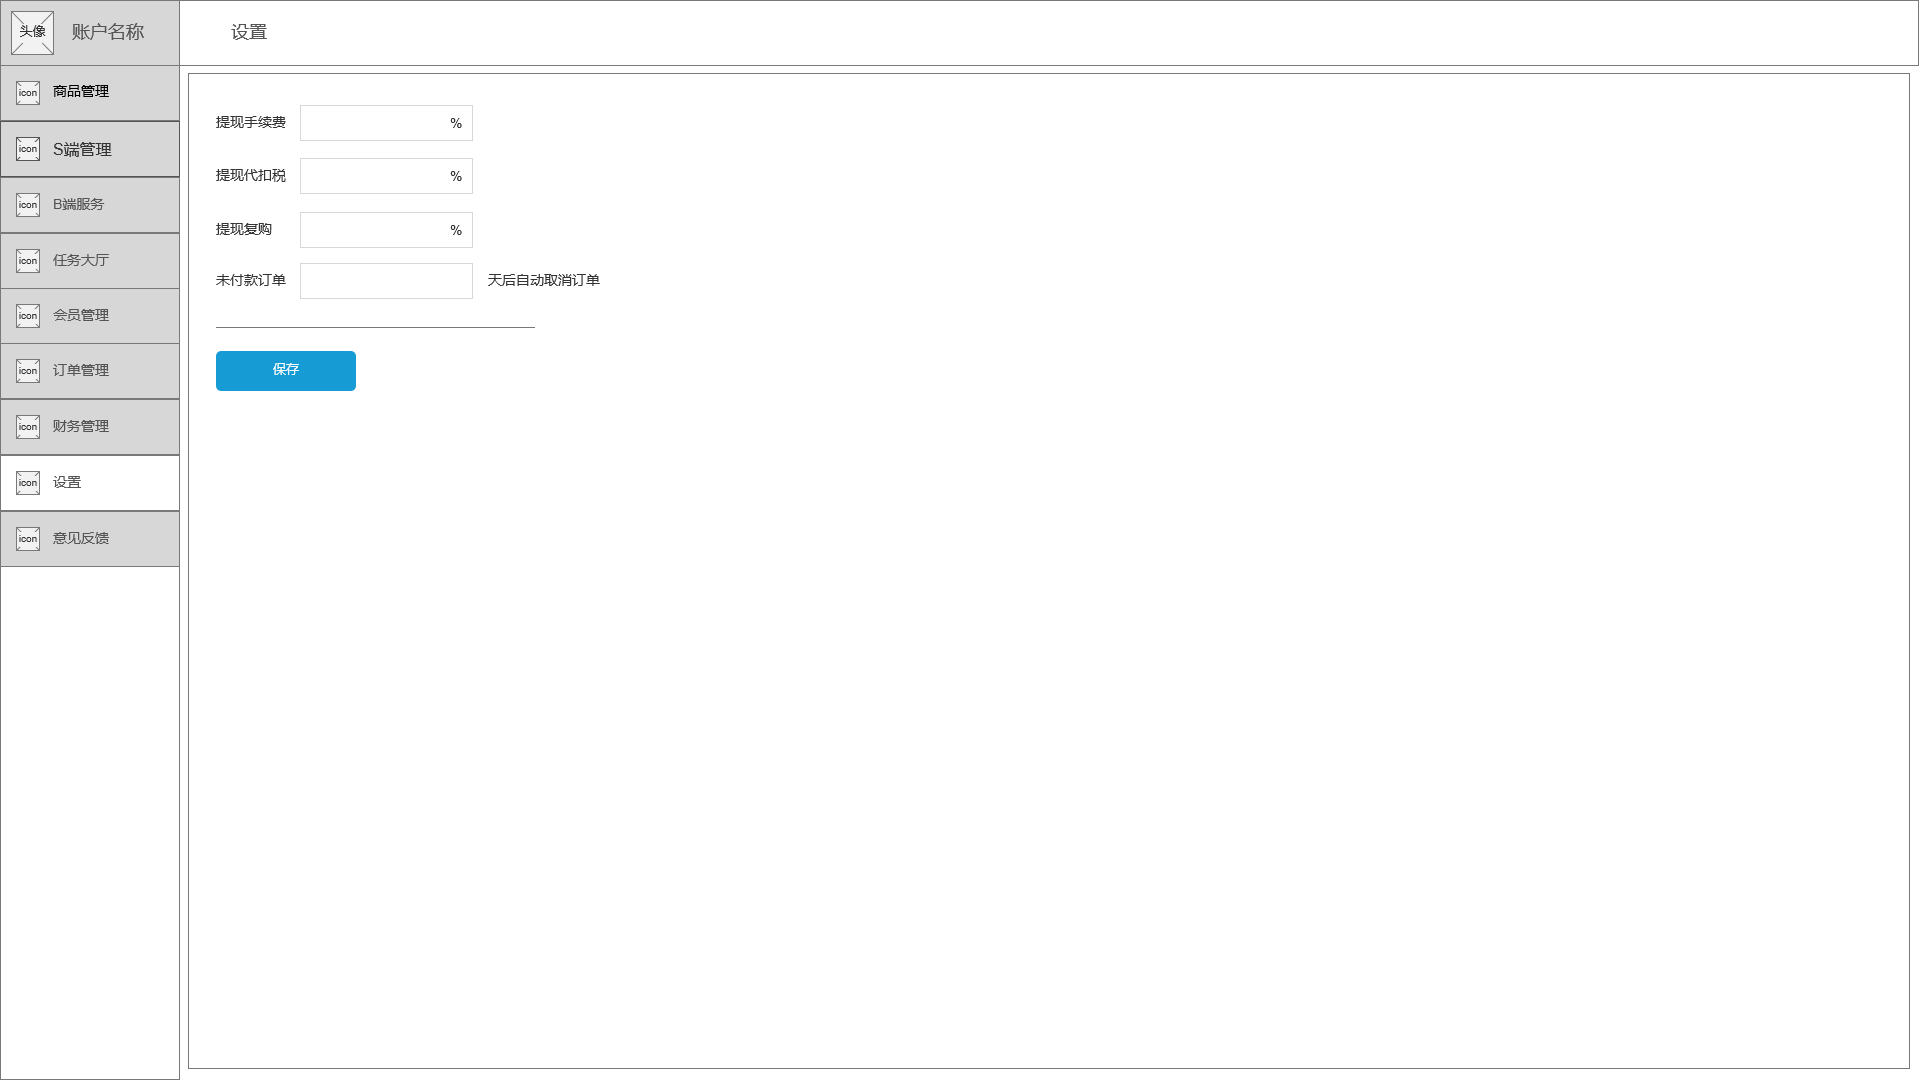 头像
账户名称
设置
icon
商品管理
icon
S端管理
icon
B端服务
icon
任务大厅
icon
会员管理
icon
订单管理
icon
财务管理
icon
设置
icon
意见反馈
提现手续费 %
提现代扣税 %
提现复购 %
未付款订单 天后自动取消订单
保存